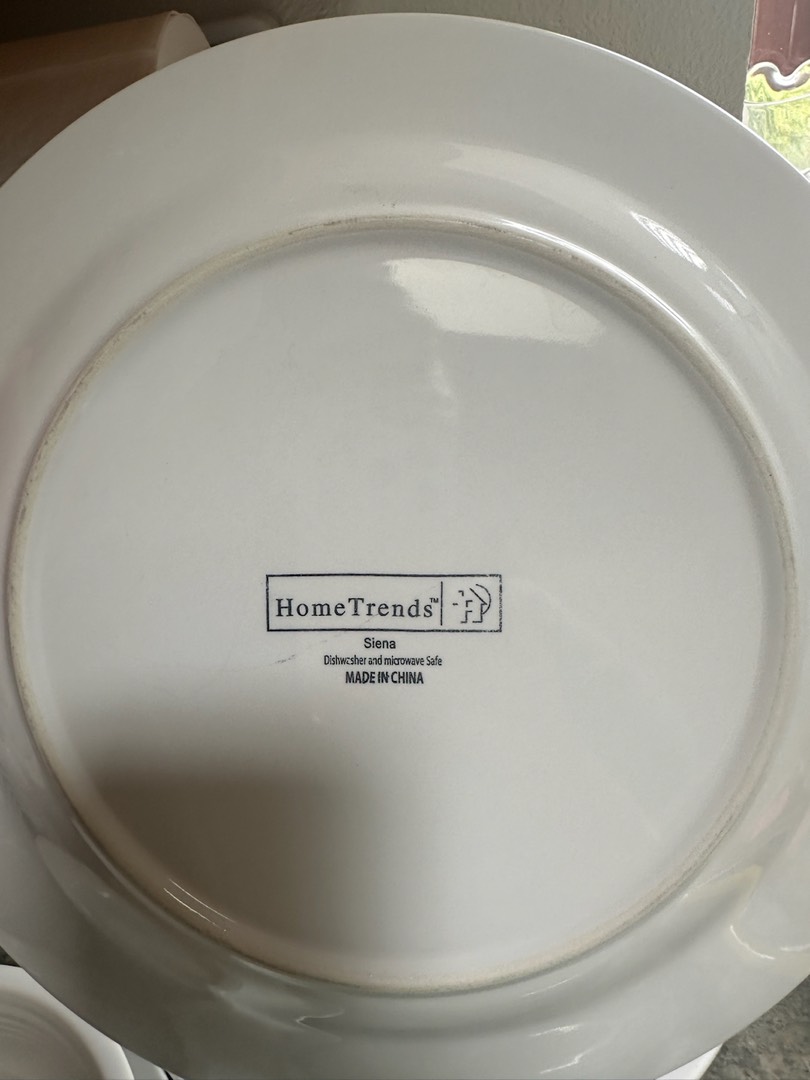 HomeTrends™
Siena
Dishwasher and microwave Safe
MADE IN CHINA